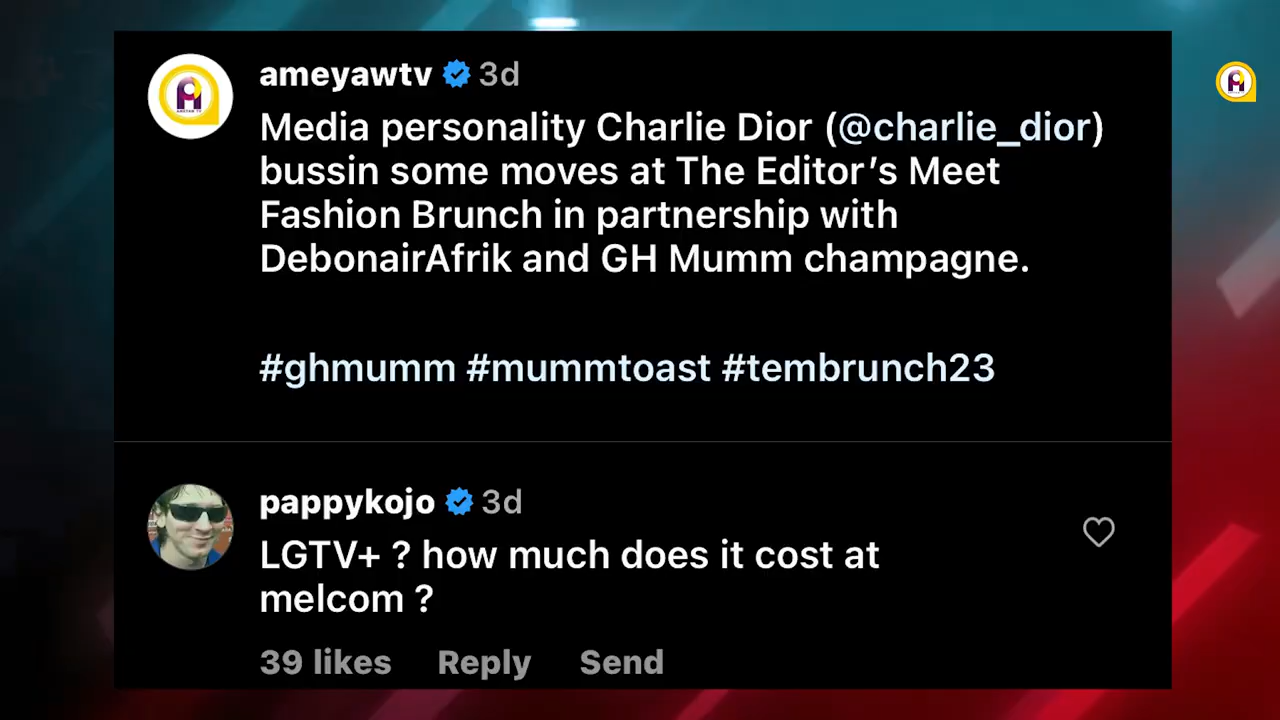 ameyawtv 3d
Media personality Charlie Dior (@charlie_dior)
bussin some moves at The Editor’s Meet
Fashion Brunch in partnership with
DebonairAfrik and GH Mumm champagne.
#ghmumm #mummtoast #tembrunch23
pappykojo 3d
LGTV+ ? how much does it cost at
melcom ?
39 likes Reply Send